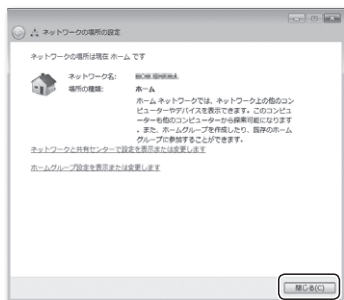 ネットワークの場所の設定
ネットワークの場所は現在 ホーム です
ネットワーク名:
場所の種類: ホーム
ホーム ネットワークでは、ネットワーク上の他のコン
ピューターやデバイスを表示できます。このコンピュ
ーターも他のコンピューターから探索可能になります
。また、ホームグループを作成したり、既存のホーム
グループに参加することができます。
ネットワークと共有センターで設定を表示または変更します
ホームグループ設定を表示または変更します
閉じる(C)